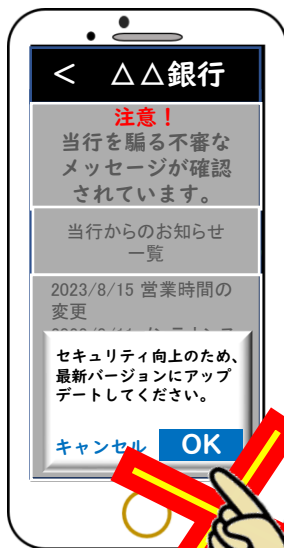 < △△銀行
注意！
当行を騙る不審な
メッセージが確認
されています。
当行からのお知らせ
一覧
2023/8/15 営業時間の
変更
セキュリティ向上のため、
最新バージョンにアップ
デートしてください。
キャンセル OK